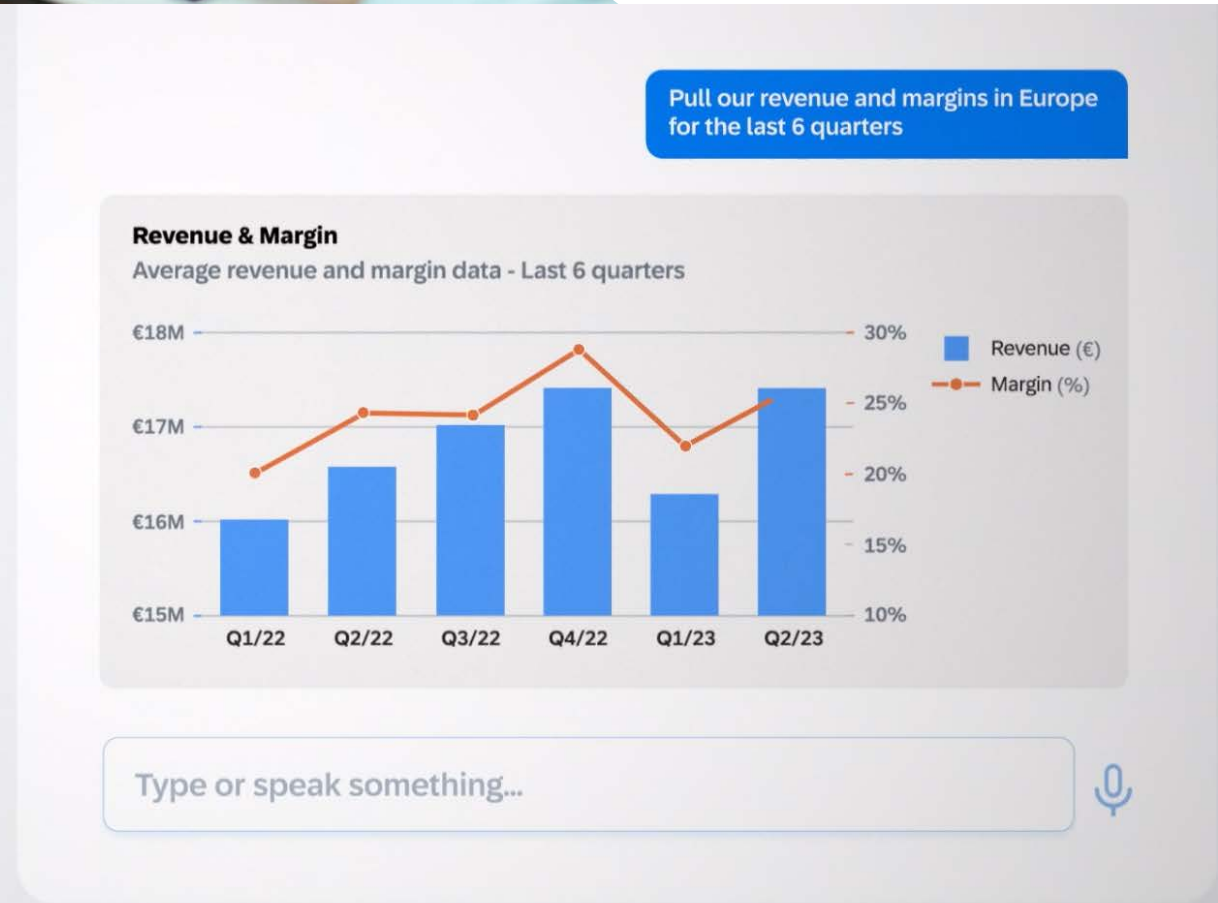 Pull our revenue and margins in Europe
for the last 6 quarters
Revenue & Margin
Average revenue and margin data - Last 6 quarters
€18M
€17M
€16M
€15M
30%
25%
20%
15%
10%
Revenue (€)
Margin (%)
Q1/22 Q2/22 Q3/22 Q4/22 Q1/23 Q2/23
Type or speak something...